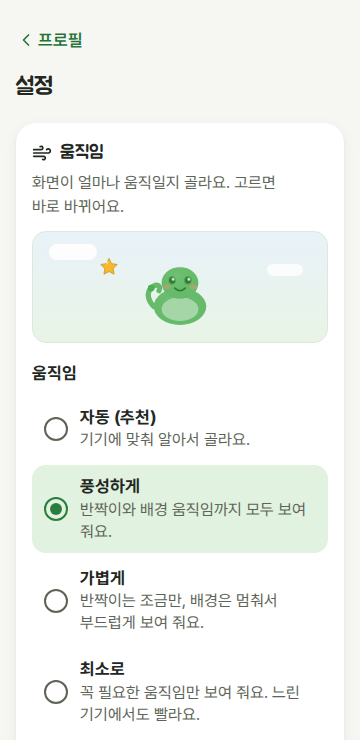 프로필
설정
움직임
화면이 얼마나 움직일지 골라요. 고르면
바로 바뀌어요.
움직임
자동 (추천)
기기에 맞춰 알아서 골라요.
풍성하게
반짝이와 배경 움직임까지 모두 보여
줘요.
가볍게
반짝이는 조금만, 배경은 멈춰서
부드럽게 보여 줘요.
최소로
꼭 필요한 움직임만 보여 줘요. 느린
기기에서도 빨라요.